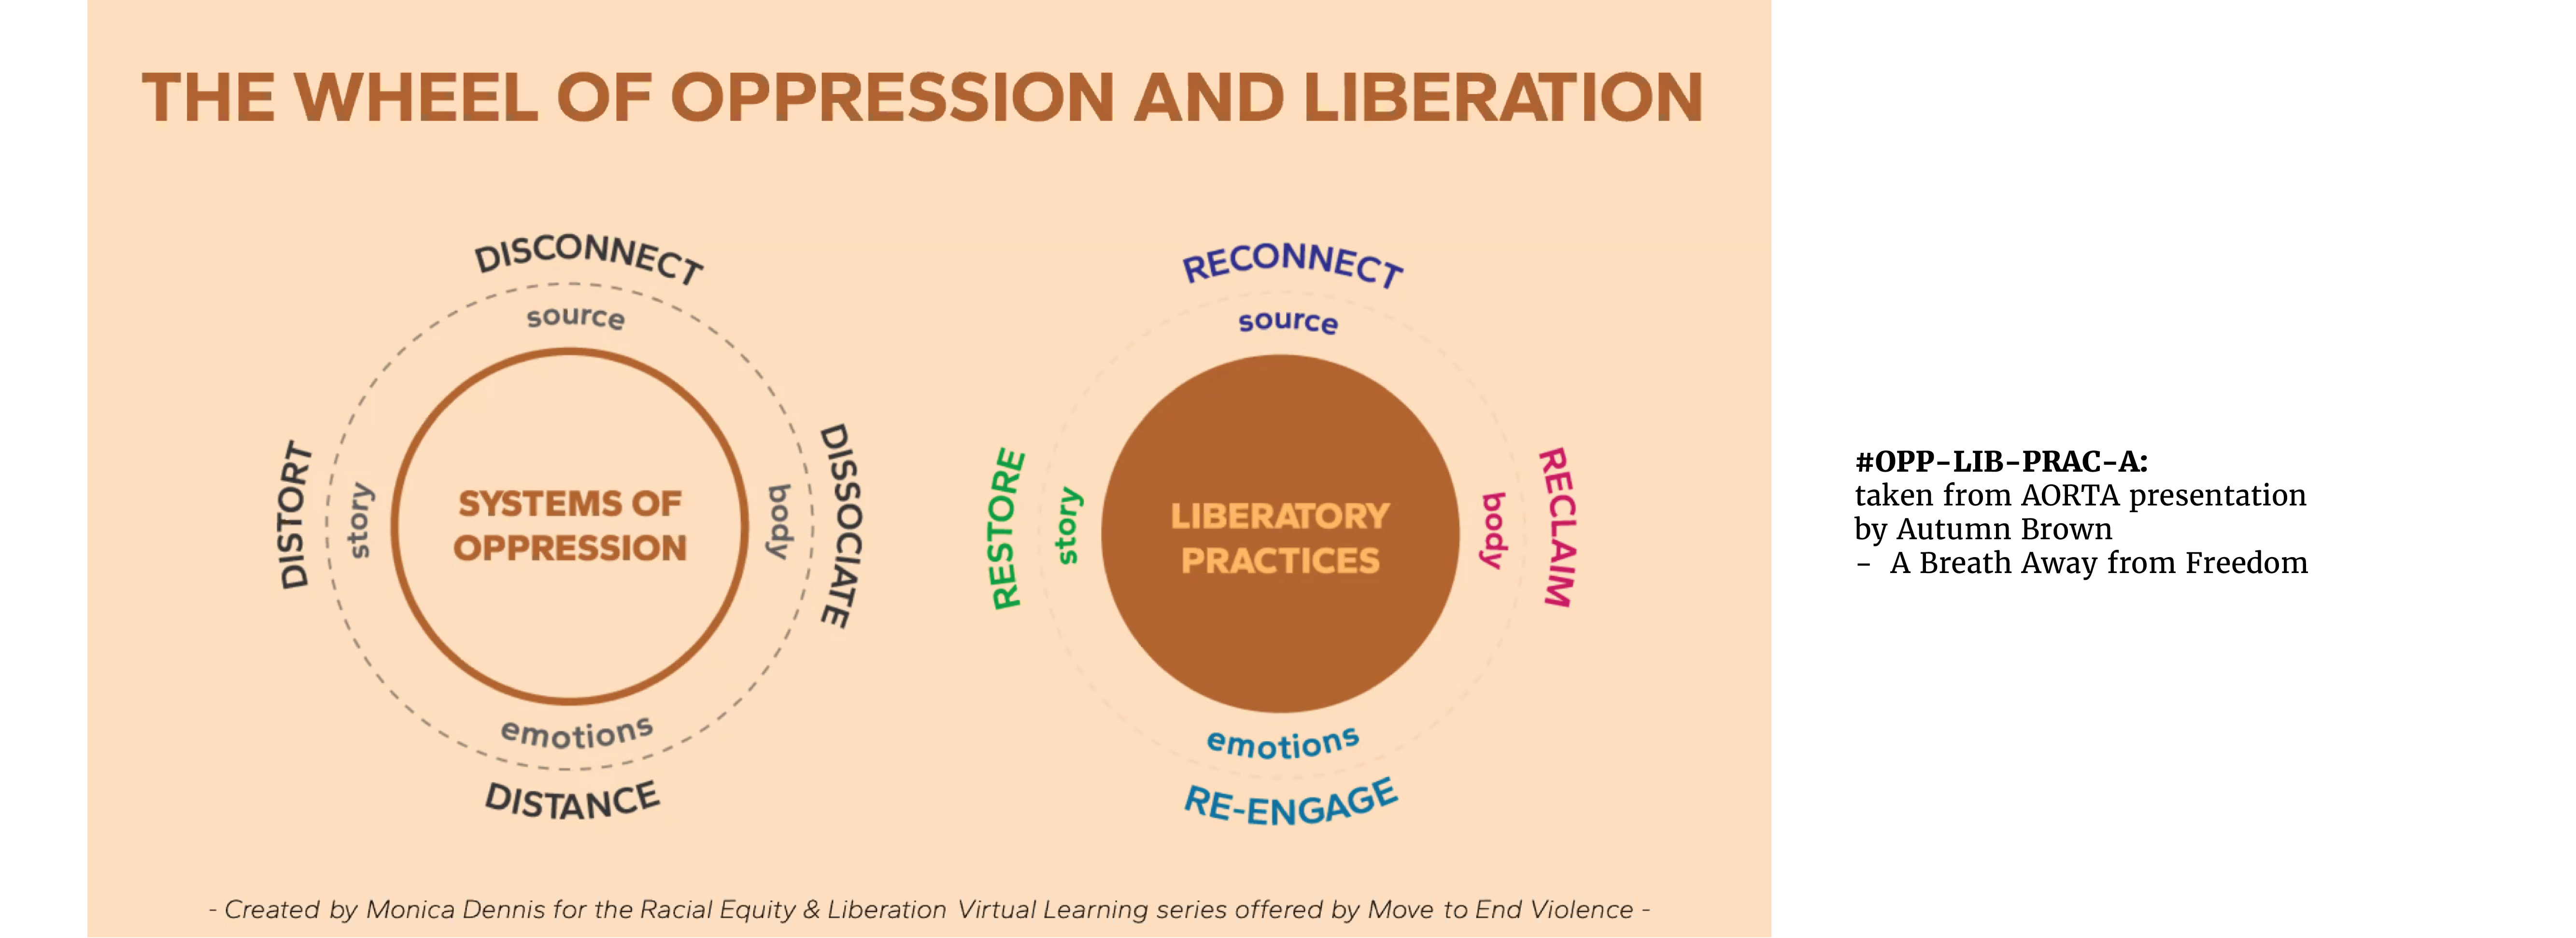 THE WHEEL OF OPPRESSION AND LIBERATION
DISCONNECT
source
DISTORT
story
SYSTEMS OF
OPPRESSION
body
DISSOCIATE
emotions
DISTANCE
RECONNECT
source
RESTORE
story
LIBERATORY
PRACTICES
body
RECLAIM
emotions
RE-ENGAGE
- Created by Monica Dennis for the Racial Equity & Liberation Virtual Learning series offered by Move to End Violence -
#OPP-LIB-PRAC-A:
taken from AORTA presentation
by Autumn Brown
- A Breath Away from Freedom